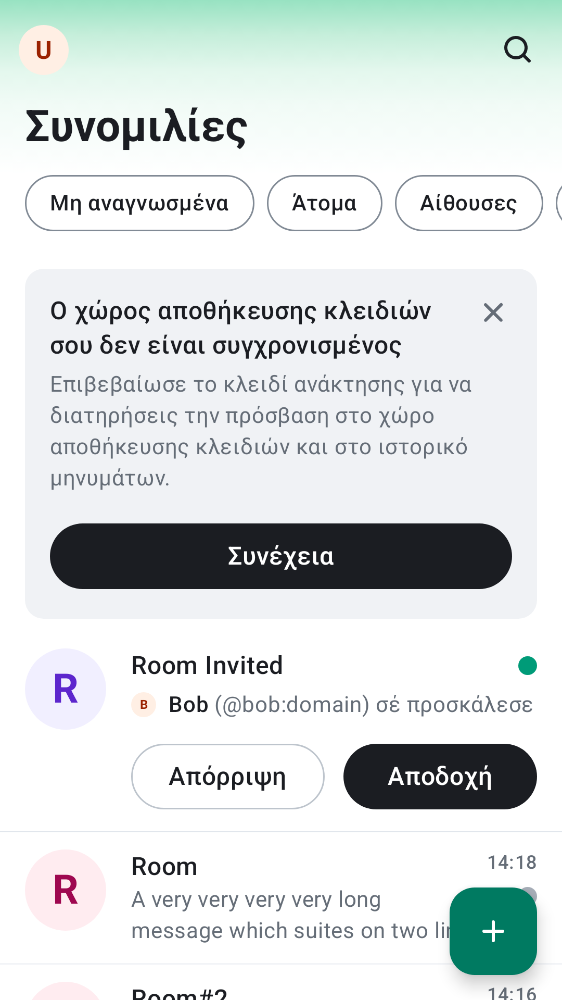 U
Συνομιλίες
Μη αναγνωσμένα Άτομα Αίθουσες
Ο χώρος αποθήκευσης κλειδιών
σου δεν είναι συγχρονισμένος
Επιβεβαίωσε το κλειδί ανάκτησης για να
διατηρήσεις την πρόσβαση στο χώρο
αποθήκευσης κλειδιών και στο ιστορικό
μηνυμάτων.
Συνέχεια
R
Room Invited
B Bob (@bob:domain) σέ προσκάλεσε
Απόρριψη Αποδοχή
R
Room 14:18
A very very very very long
message which suites on two
Room#2 14:16